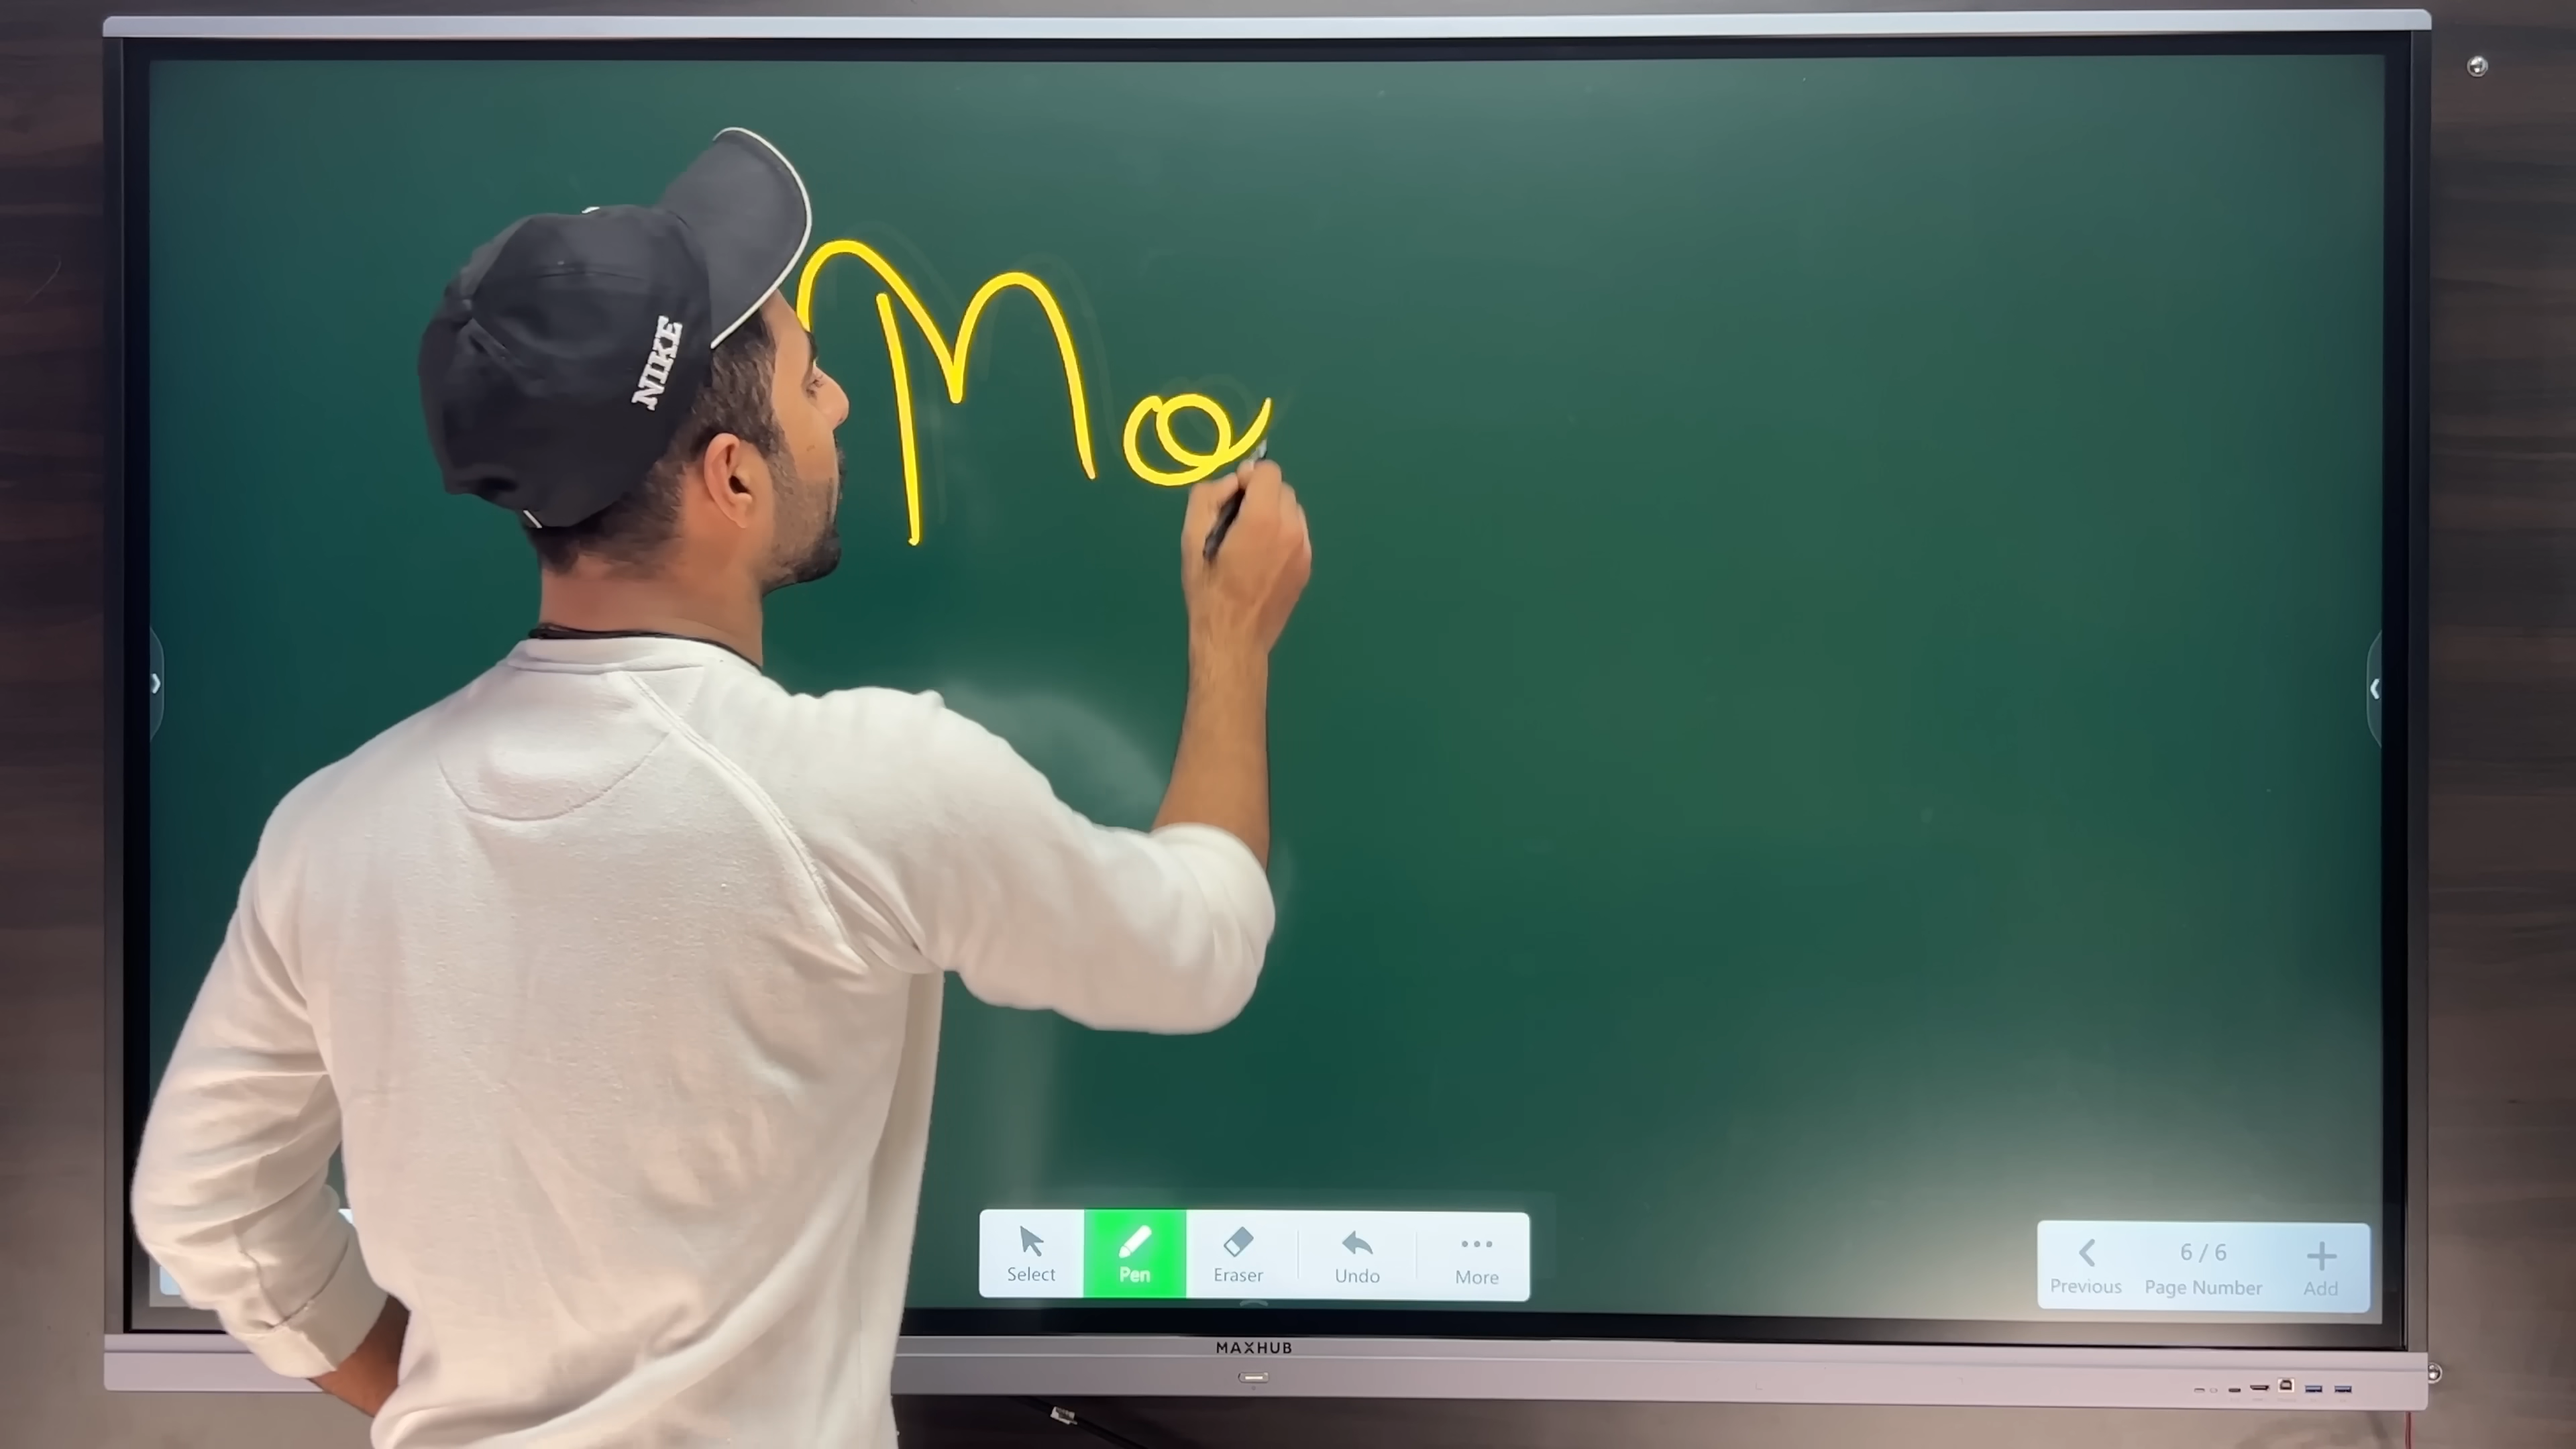 NIKE
Mo
Select Pen Eraser Undo More
Previous 6 / 6 Page Number Add
MAXHUB